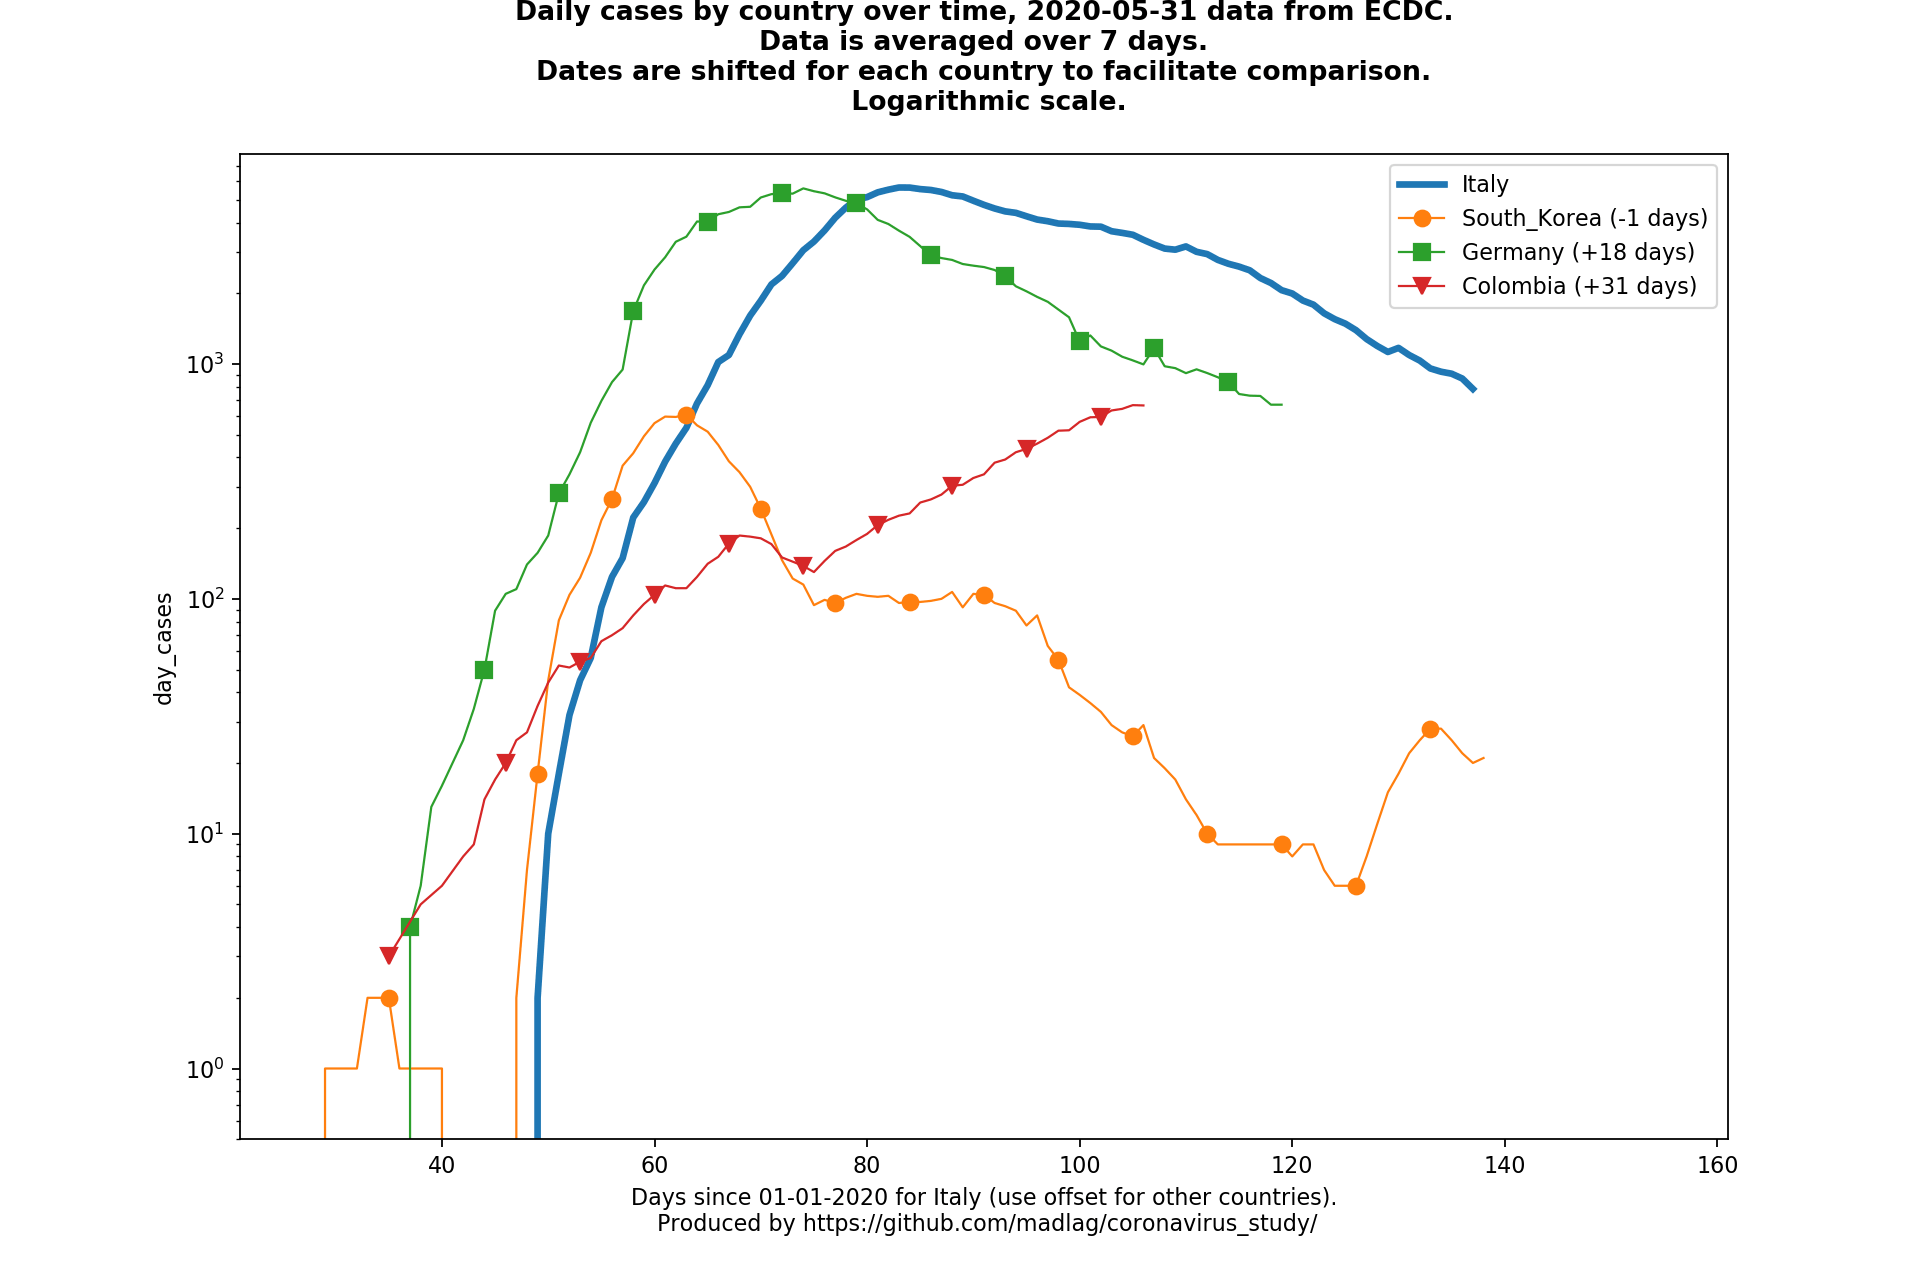 Daily cases by country over time, 2020-05-31 data from ECDC.
Data is averaged over 7 days.
Dates are shifted for each country to facilitate comparison.
Logarithmic scale.
Italy
South_Korea (-1 days)
Germany (+18 days)
Colombia (+31 days)
day_cases
10³
10²
10¹
10⁰
40 60 80 100 120 140 160
Days since 01-01-2020 for Italy (use offset for other countries).
Produced by https://github.com/madlag/coronavirus_study/